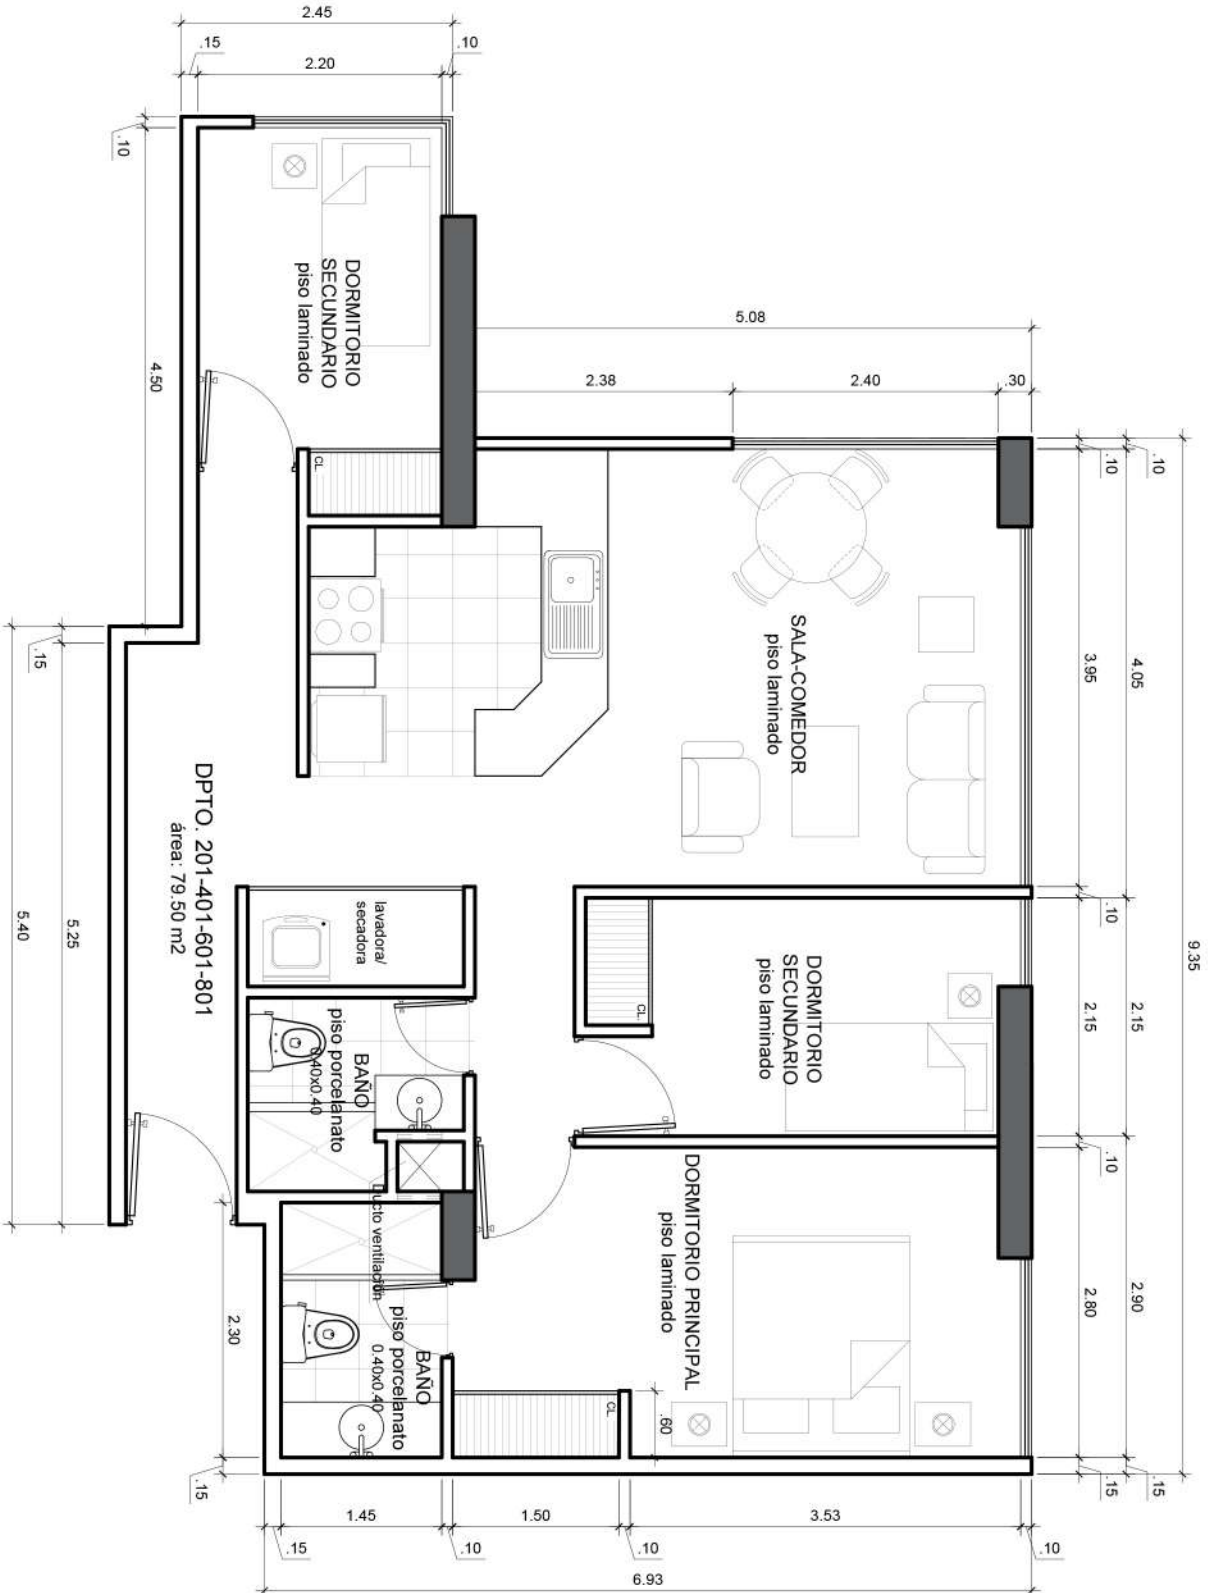 2.45
.15
.10
2.20
.10
4.50
DORMITORIO
SECUNDARIO
piso laminado
CL
5.08
2.38
2.40
.30
.10
.10
3.95
4.05
9.35
SALA-COMEDOR
piso laminado
.15
5.25
5.40
DPTO. 201-401-601-801
área: 79.50 m2
lavadora/
secadora
.10
2.15
2.15
DORMITORIO
SECUNDARIO
piso laminado
CL.
BAÑO
piso porcelanato
0.40x0.40
Ducto ventilación
.10
2.80
2.90
DORMITORIO PRINCIPAL
piso laminado
BAÑO
piso porcelanato
0.40x0.40
CL
.60
2.30
.15
.15
.15
1.45
1.50
3.53
.15
.10
.10
.10
6.93